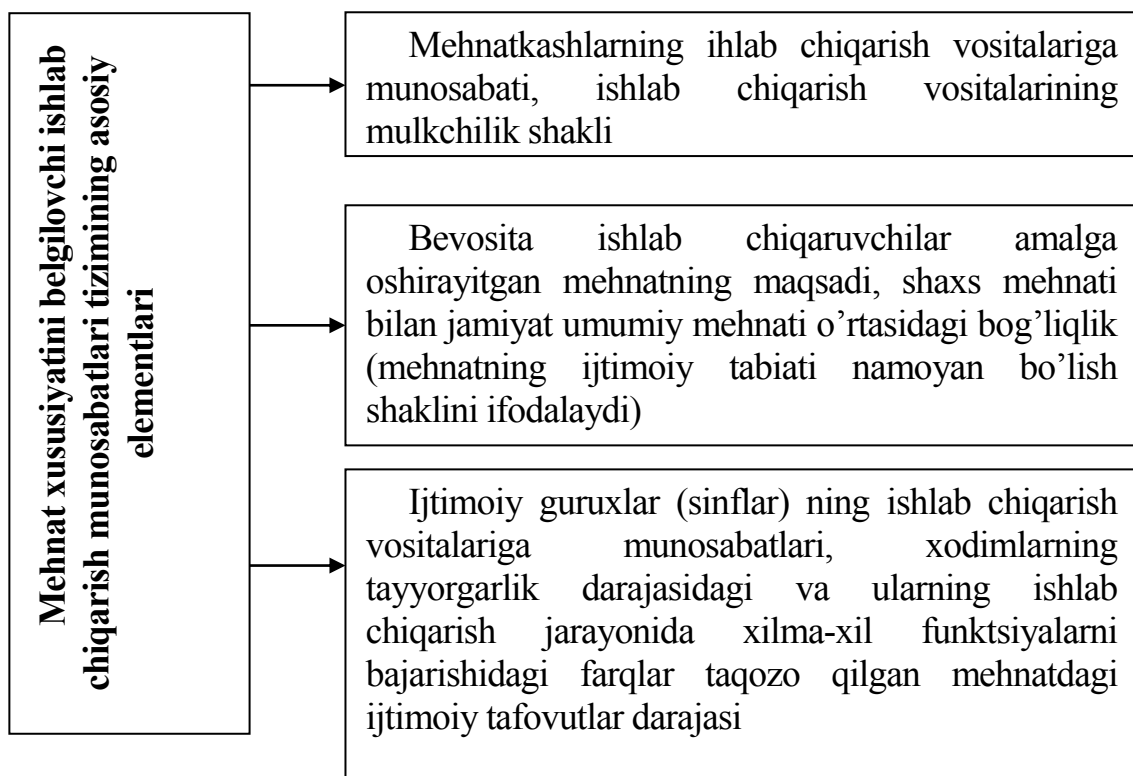 Mehnat xususiyatini belgilovchi ishlab
chiqarish munosabatlari tizimining asosiy
elementlari
Mehnatkashlarning ihlab chiqarish vositalariga
munosabati, ishlab chiqarish vositalarining
mulkchilik shakli
Bevosita ishlab chiqaruvchilar amalga
oshirayitgan mehnatning maqsadi, shaxs mehnati
bilan jamiyat umumiy mehnati o’rtasidagi bog’liqlik
(mehnatning ijtimoiy tabiati namoyan bo’lish
shaklini ifodalaydi)
Ijtimoiy guruxlar (sinflar) ning ishlab chiqarish
vositalariga munosabatlari, xodimlarning
tayyorgarlik darajasidagi va ularning ishlab
chiqarish jarayonida xilma-xil funktsiyalarni
bajarishidagi farqlar taqozo qilgan mehnatdagi
ijtimoiy tafovutlar darajasi